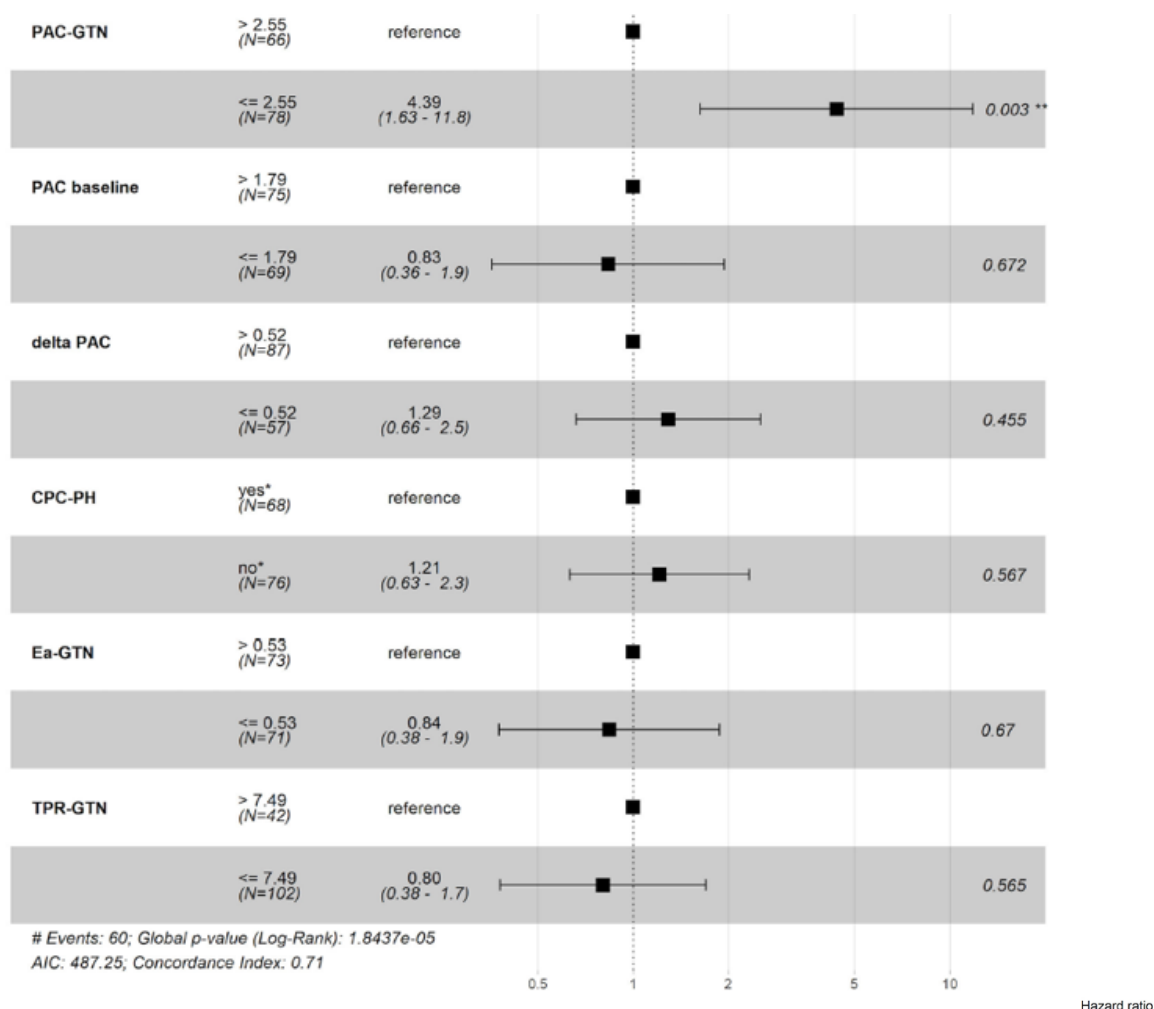 PAC-GTN > 2.55 reference
(N=66)
<= 2.55 4.39 0.003 **
(N=78) (1.63 - 11.8)
PAC baseline > 1.79 reference
(N=75)
<= 1.79 0.83 0.672
(N=69) (0.36 - 1.9)
delta PAC > 0.52 reference
(N=87)
<= 0.52 1.29 0.455
(N=57) (0.66 - 2.5)
CPC-PH yes* reference
(N=68)
no* 1.21 0.567
(N=76) (0.63 - 2.3)
Ea-GTN > 0.53 reference
(N=73)
<= 0.53 0.84 0.67
(N=71) (0.38 - 1.9)
TPR-GTN > 7.49 reference
(N=42)
<= 7.49 0.80 0.565
(N=102) (0.38 - 1.7)
# Events: 60; Global p-value (Log-Rank): 1.8437e-05
AIC: 487.25; Concordance Index: 0.71
0.5 1 2 5 10
Hazard ratio